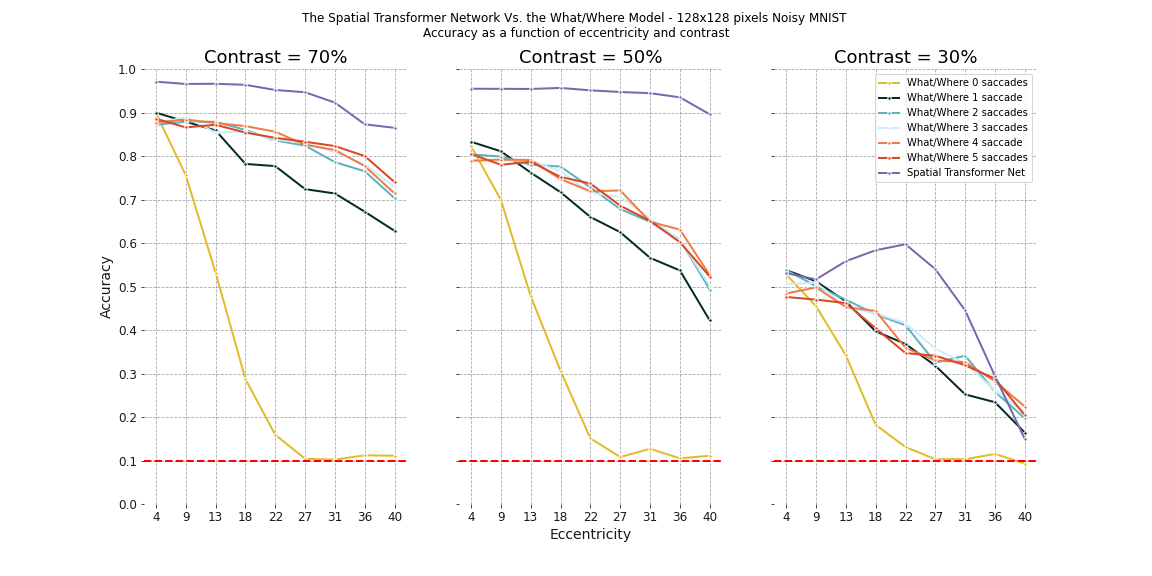 The Spatial Transformer Network Vs. the What/Where Model - 128x128 pixels Noisy MNIST
Accuracy as a function of eccentricity and contrast
Contrast = 70%
Contrast = 50%
Contrast = 30%
1.0
0.9
0.8
0.7
0.6
0.5
0.4
0.3
0.2
0.1
0.0
Accuracy
What/Where 0 saccades
What/Where 1 saccade
What/Where 2 saccades
What/Where 3 saccades
What/Where 4 saccade
What/Where 5 saccades
Spatial Transformer Net
4 9 13 18 22 27 31 36 40
4 9 13 18 22 27 31 36 40
4 9 13 18 22 27 31 36 40
Eccentricity